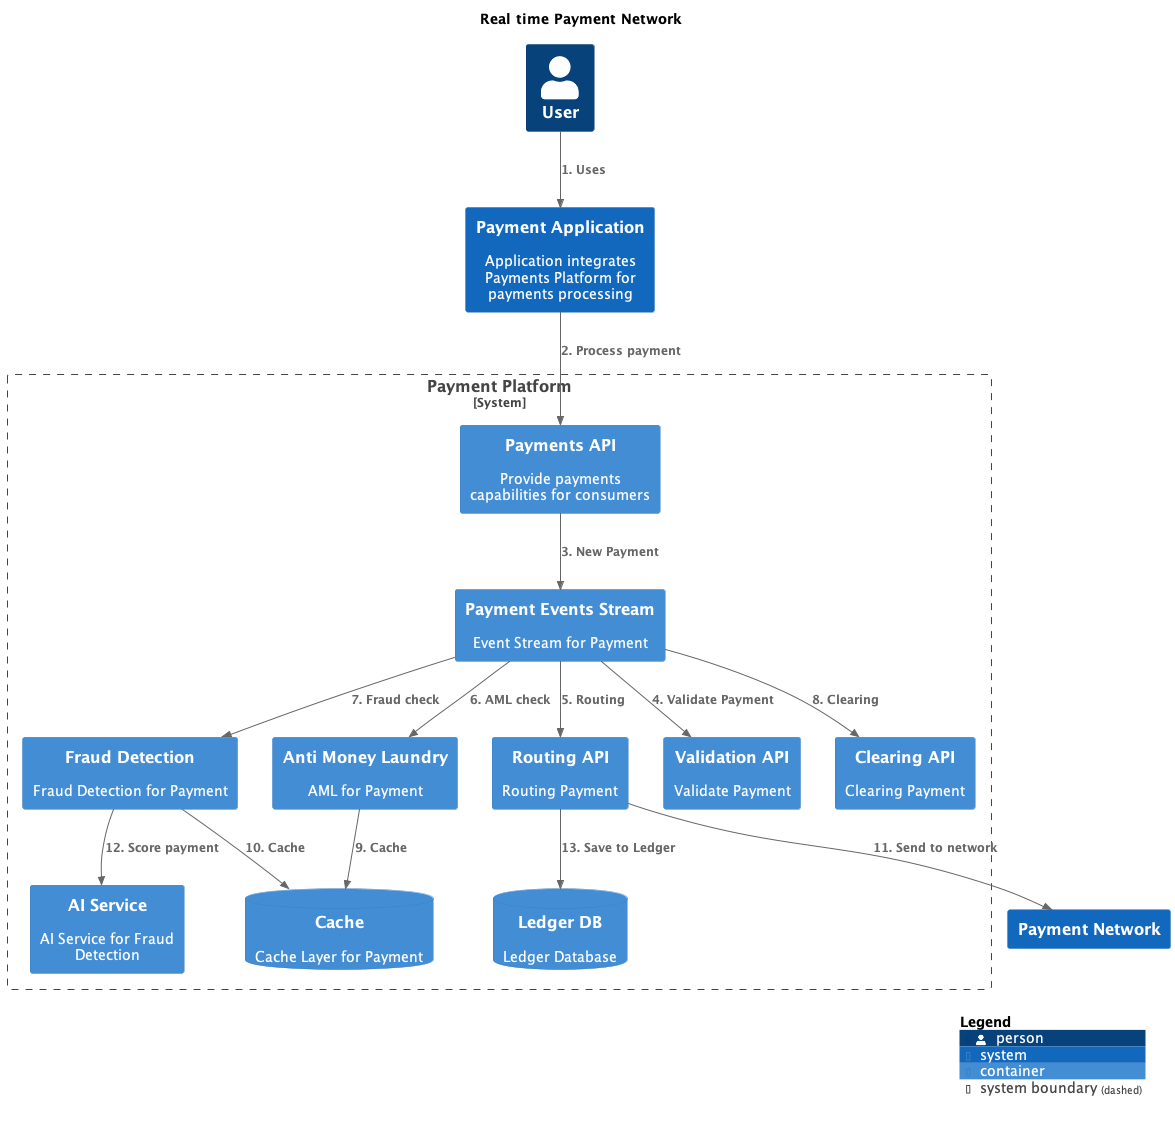 Real time Payment Network
User
1. Uses
Payment Application
Application integrates
Payments Platform for
payments processing
2. Process payment
Payment Platform
[System]
Payments API
Provide payments
capabilities for consumers
3. New Payment
Payment Events Stream
Event Stream for Payment
7. Fraud check
6. AML check
5. Routing
4. Validate Payment
8. Clearing
Fraud Detection
Fraud Detection for Payment
Anti Money Laundry
AML for Payment
Routing API
Routing Payment
Validation API
Validate Payment
Clearing API
Clearing Payment
12. Score payment
10. Cache
9. Cache
13. Save to Ledger
11. Send to network
AI Service
AI Service for Fraud
Detection
Cache
Cache Layer for Payment
Ledger DB
Ledger Database
Payment Network
Legend
person
system
container
system boundary (dashed)